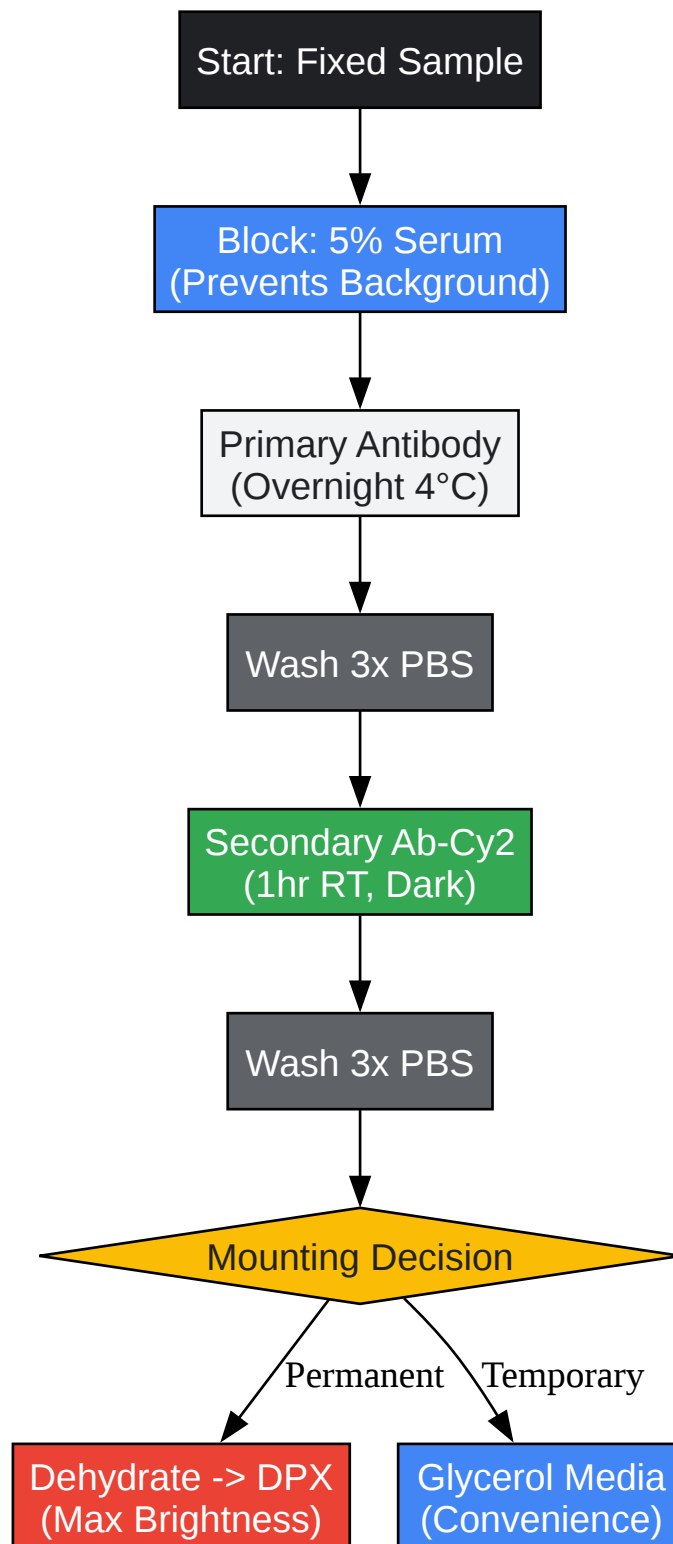 Start: Fixed Sample
Block: 5% Serum
(Prevents Background)
Primary Antibody
(Overnight 4°C)
Wash 3x PBS
Secondary Ab-Cy2
(1hr RT, Dark)
Wash 3x PBS
Mounting Decision
Permanent
Temporary
Dehydrate -> DPX
(Max Brightness)
Glycerol Media
(Convenience)